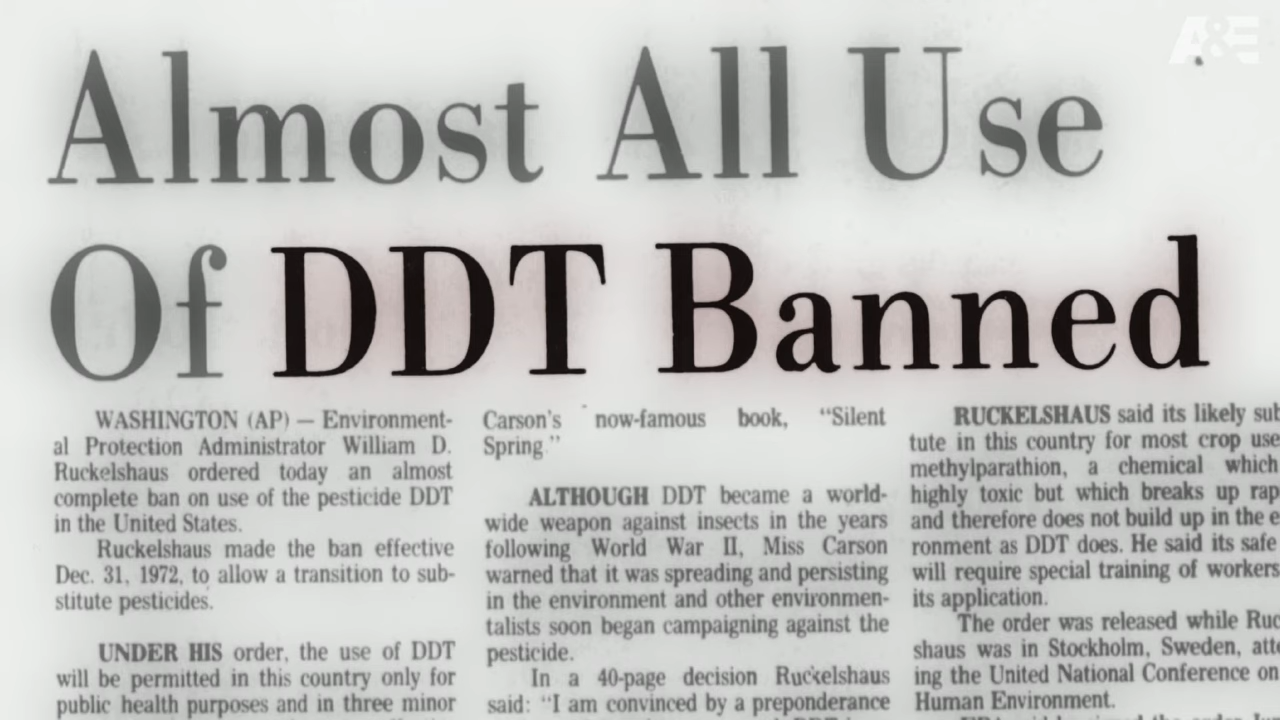 A&E
Almost All Use
Of DDT Banned
WASHINGTON (AP) — Environment-
al Protection Administrator William D.
Ruckelshaus ordered today an almost
complete ban on use of the pesticide DDT
in the United States.
Ruckelshaus made the ban effective
Dec. 31, 1972, to allow a transition to sub-
stitute pesticides.
UNDER HIS order, the use of DDT
will be permitted in this country only for
public health purposes and in three minor
Carson's now-famous book, “Silent
Spring.”
ALTHOUGH DDT became a world-
wide weapon against insects in the years
following World War II, Miss Carson
warned that it was spreading and persisting
in the environment and other environmen-
talists soon began campaigning against the
pesticide.
In a 40-page decision Ruckelshaus
said: “I am convinced by a preponderance
RUCKELSHAUS said its likely sub
tute in this country for most crop use
methylparathion, a chemical which
highly toxic but which breaks up rap
and therefore does not build up in the e
ronment as DDT does. He said its safe
will require special training of workers
its application.
The order was released while Ruc
shaus was in Stockholm, Sweden, atte
ing the United National Conference on
Human Environment.